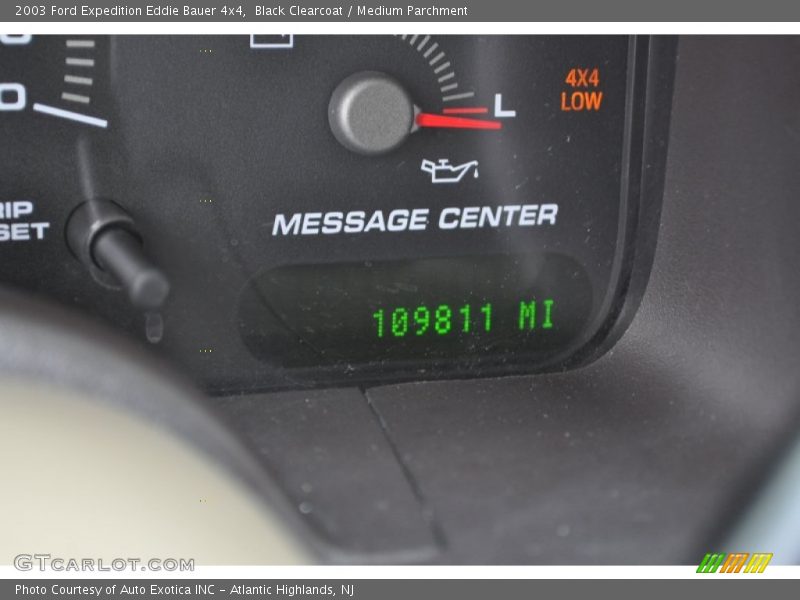 2003 Ford Expedition Eddie Bauer 4x4, Black Clearcoat / Medium Parchment
0
L
4X4
LOW
RIP
SET
MESSAGE CENTER
109811 MI
GTCARLOT.COM
Photo Courtesy of Auto Exotica INC - Atlantic Highlands, NJ